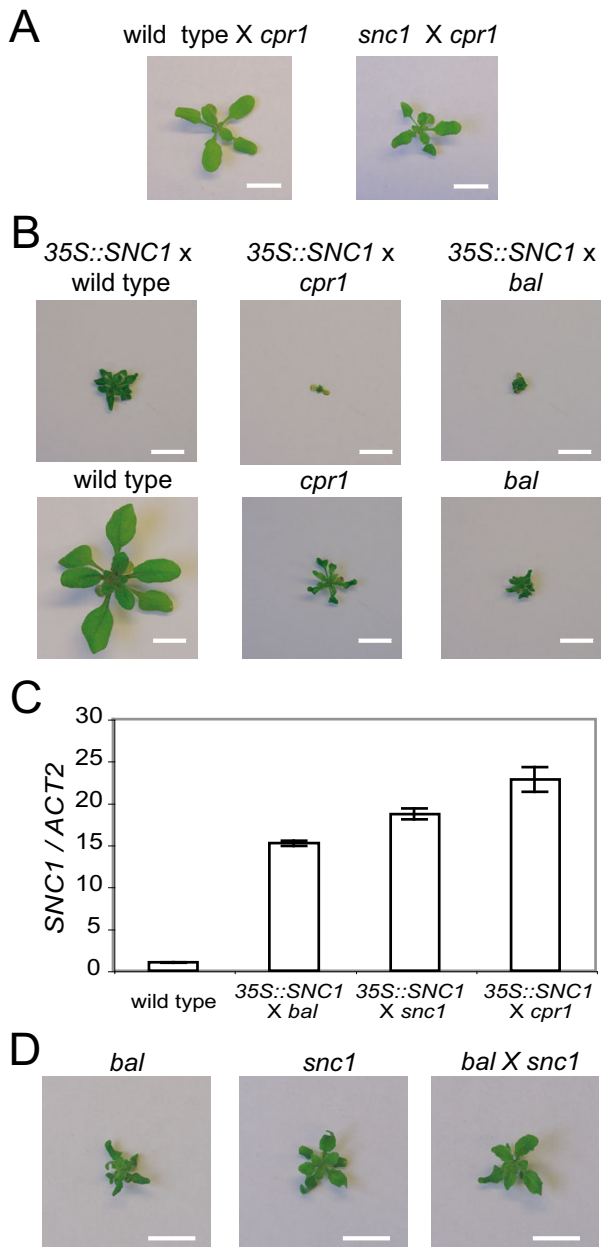 A
wild type X cpr1
snc1 X cpr1
B
35S::SNC1 x
wild type
35S::SNC1 x
cpr1
35S::SNC1 x
bal
wild type
cpr1
bal
C
SNC1 / ACT2
30
25
20
15
10
5
0
wild type
35S::SNC1
X bal
35S::SNC1
X snc1
35S::SNC1
X cpr1
D
bal
snc1
bal X snc1